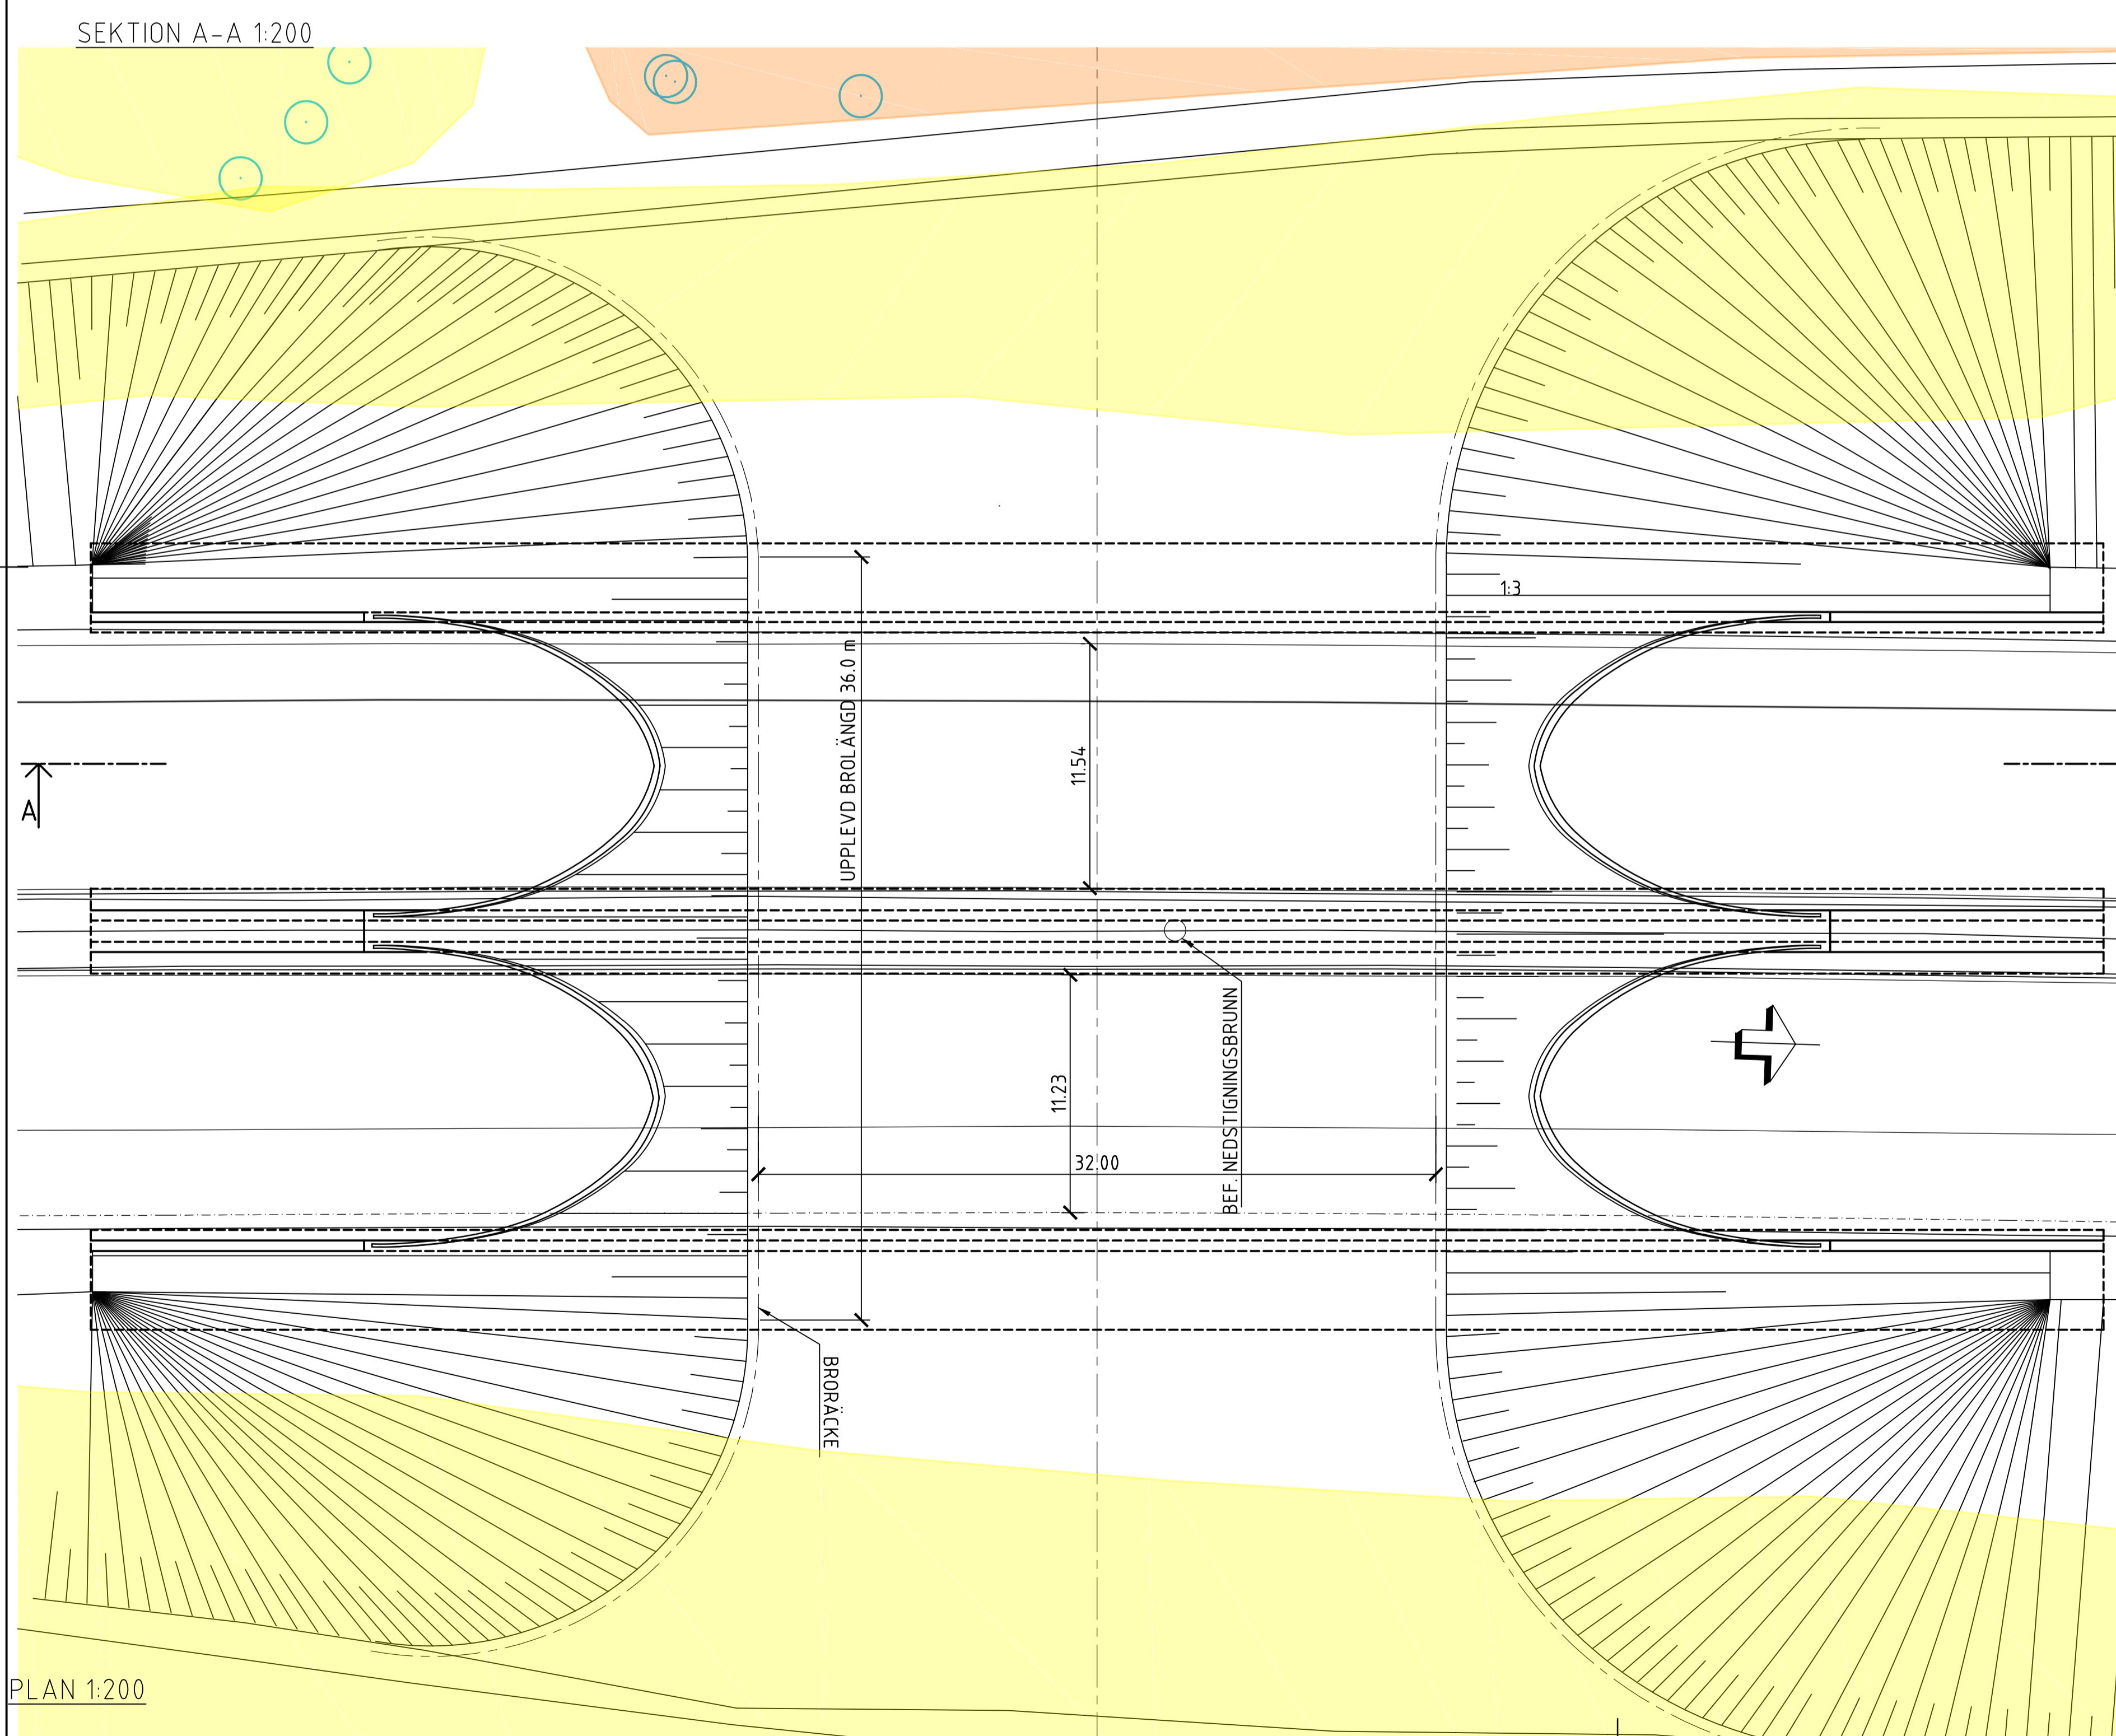 SEKTION A-A 1:200
1:3
UPPLEVD BROLÄNGD 36.0 m
11.54
A
BEF. NEDSTIGNINGSBRUNN
11.23
32.00
BRORÄCKE
PLAN 1:200